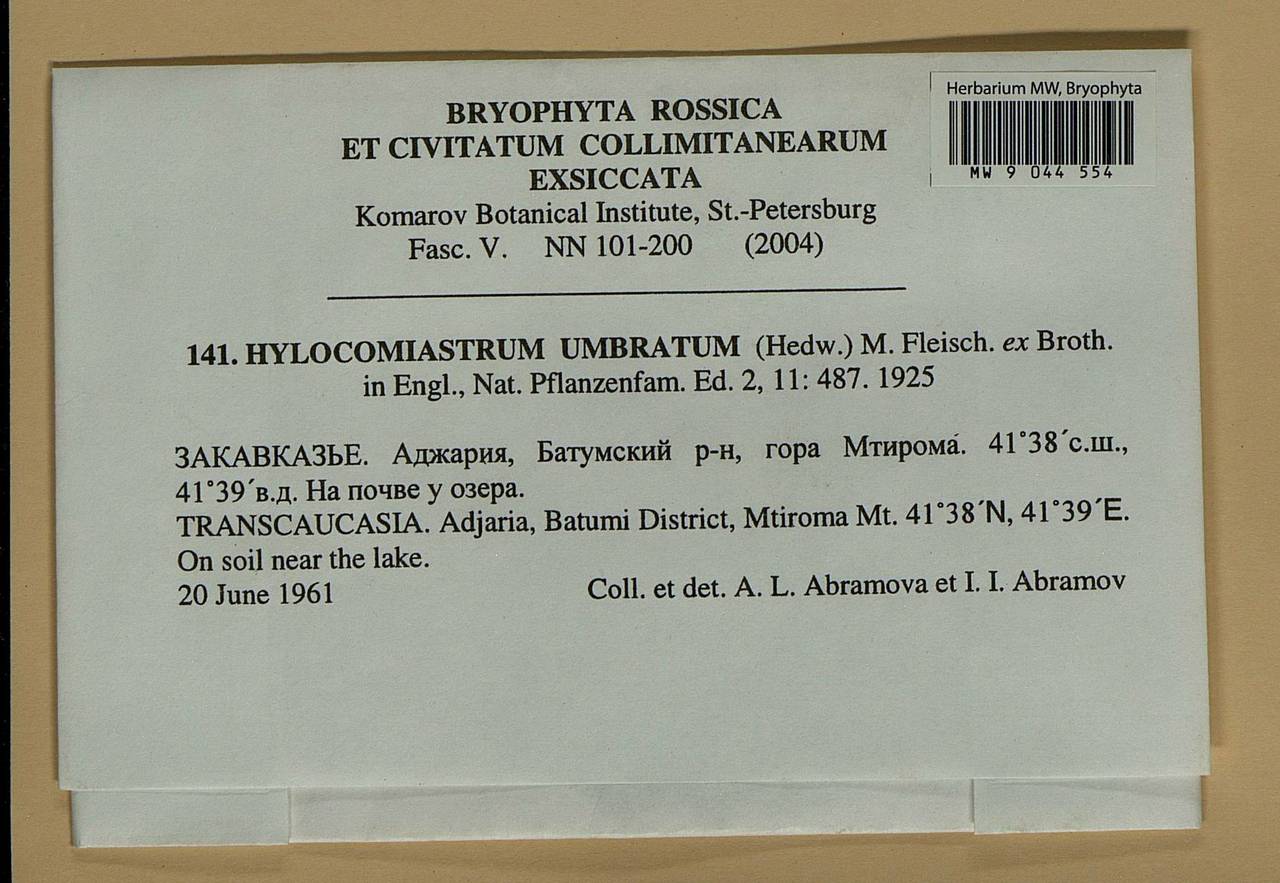 Herbarium MW, Bryophyta
MW 9 044 554
BRYOPHYTA ROSSICA
ET CIVITATUM COLLIMITANEARUM
EXSICCATA
Komarov Botanical Institute, St.-Petersburg
Fasc. V. NN 101-200 (2004)
141. HYLOCOMIASTRUM UMBRATUM (Hedw.) M. Fleisch. ex Broth.
in Engl., Nat. Pflanzenfam. Ed. 2, 11: 487. 1925
ЗАКАВКАЗЬЕ. Аджария, Батумский р-н, гора Мтирома́. 41˚38´с.ш.,
41˚39´в.д. На почве у озера.
TRANSCAUCASIA. Adjaria, Batumi District, Mtiroma Mt. 41˚38´N, 41˚39´E.
On soil near the lake.
20 June 1961 Coll. et det. A. L. Abramova et I. I. Abramov